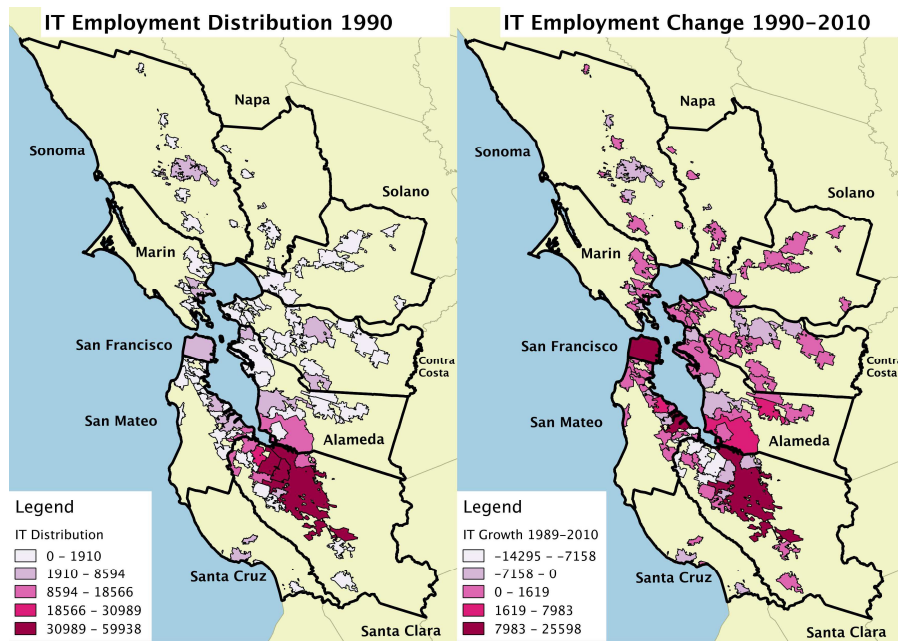 IT Employment Distribution 1990
Napa
Sonoma
Solano
Marin
San Francisco
Contra
Costa
San Mateo
Alameda
Legend
IT Distribution
0 – 1910
1910 – 8594
8594 – 18566
18566 – 30989
30989 – 59938
Santa Cruz
Santa Clara
IT Employment Change 1990–2010
Napa
Sonoma
Solano
Marin
San Francisco
Contra
Costa
San Mateo
Alameda
Legend
IT Growth 1989–2010
–14295 – –7158
–7158 – 0
0 – 1619
1619 – 7983
7983 – 25598
Santa Cruz
Santa Clara